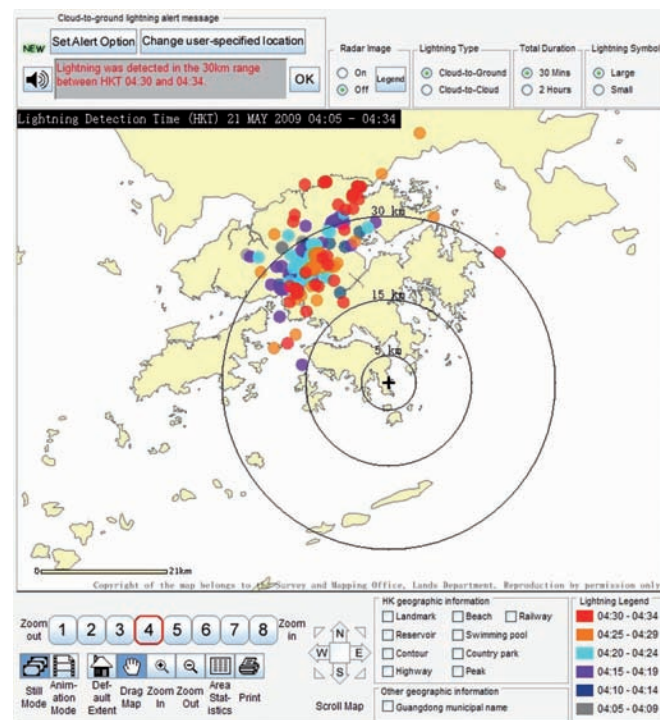 Cloud-to-ground lightning alert message
NEW
Set Alert Option
Change user-specified location
Lightning was detected in the 30km range
between HKT 04:30 and 04:34.
OK
Radar Image
On
Off
Legend
Lightning Type
Cloud-to-Ground
Cloud-to-Cloud
Total Duration
30 Mins
2 Hours
Lightning Symbol
Large
Small
Lightning Detection Time (HKT) 21 MAY 2009 04:05 - 04:34
30 km
15 km
5 km
0
21km
Copyright of the map belongs to the Survey and Mapping Office, Lands Department. Reproduction by permission only
Zoom
out
1 2 3 4 5 6 7 8
Zoom
in
Still
Mode
Anim-
ation
Mode
Def-
ault
Extent
Drag
Map
Zoom
In
Zoom
Out
Area
Stat-
istics
Print
N
W E
S
Scroll Map
HK geographic information
Landmark Beach Railway
Reservoir Swimming pool
Contour Country park
Highway Peak
Other geographic information
Guangdong municipal name
Lightning Legend
04:30 - 04:34
04:25 - 04:29
04:20 - 04:24
04:15 - 04:19
04:10 - 04:14
04:05 - 04:09